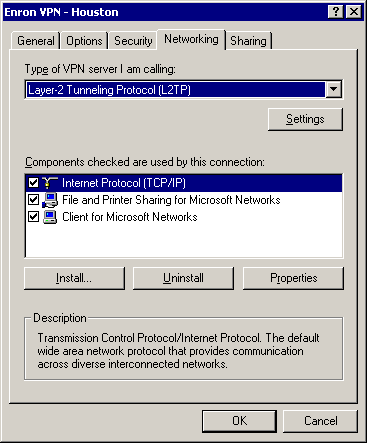 Enron VPN - Houston
General
Options
Security
Networking
Sharing
Type of VPN server I am calling:
Layer-2 Tunneling Protocol (L2TP)
Settings
Components checked are used by this connection:
Internet Protocol (TCP/IP)
File and Printer Sharing for Microsoft Networks
Client for Microsoft Networks
Install...
Uninstall
Properties
Description
Transmission Control Protocol/Internet Protocol. The default
wide area network protocol that provides communication
across diverse interconnected networks.
OK
Cancel